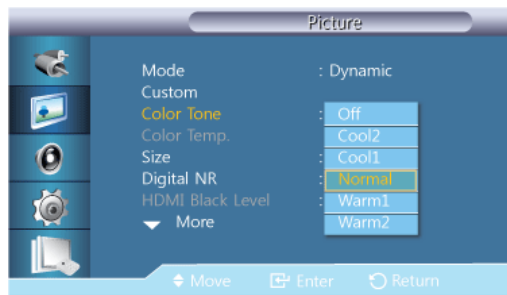 Picture
Mode : Dynamic
Custom
Color Tone : Off
Color Temp. Cool2
Size : Cool1
Digital NR : Normal
HDMI Black Level : Warm1
More Warm2
Move Enter Return